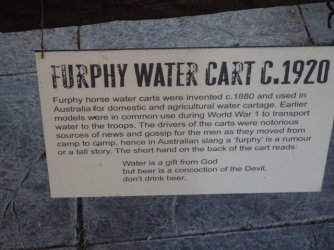 FURPHY WATER CART C.1920
Furphy horse water carts were invented c.1880 and used in
Australia for domestic and agricultural water cartage. Earlier
models were in common use during World War 1 to transport
water to the troops. The drivers of the carts were notorious
sources of news and gossip for the men as they moved from
camp to camp, hence in Australian slang a 'furphy' is a rumour
or a tall story. The short hand on the back of the cart reads:
Water is a gift from God
but beer is a concoction of the Devil,
don't drink beer.